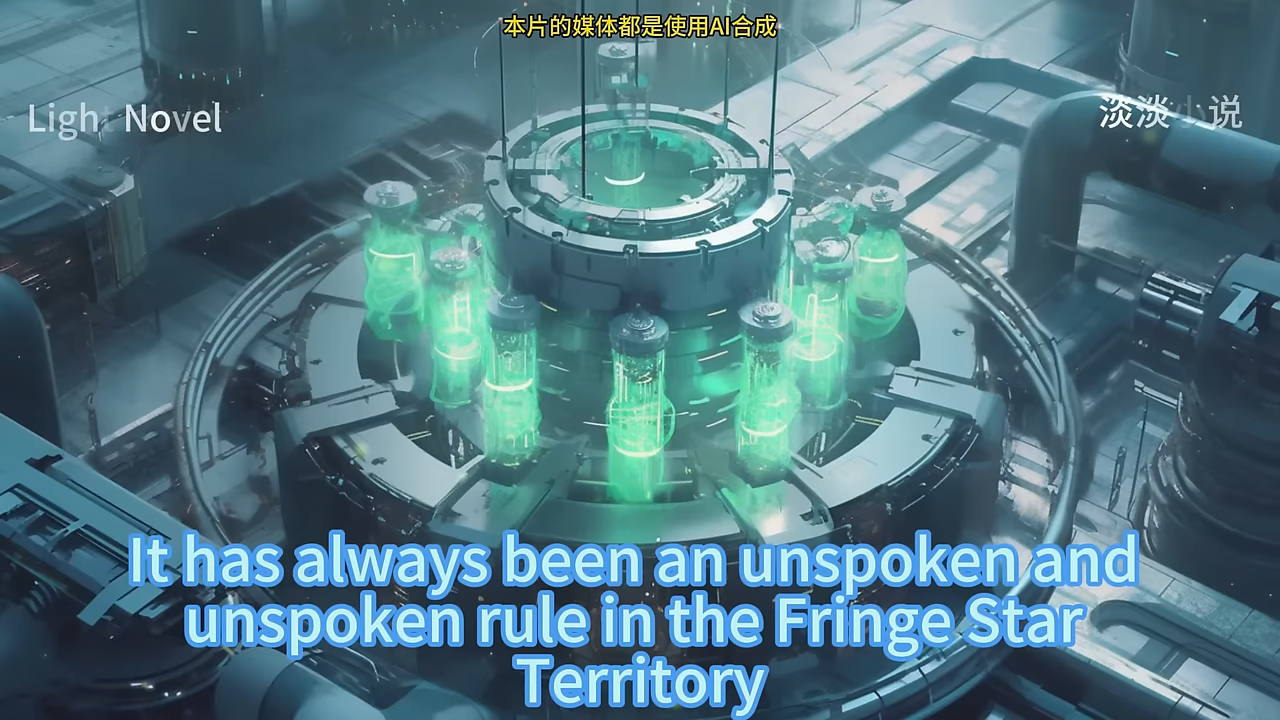 本片的媒体都是使用AI合成
Light Novel
淡淡小说
It has always been an unspoken and
unspoken rule in the Fringe Star
Territory